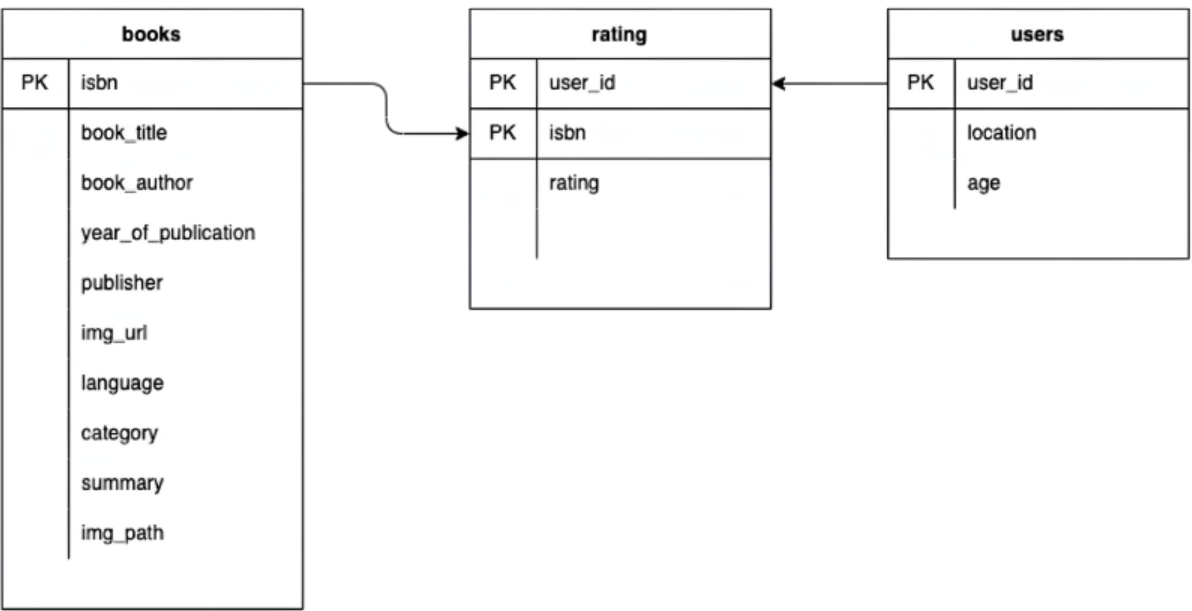 books
PK isbn
book_title
book_author
year_of_publication
publisher
img_url
language
category
summary
img_path
rating
PK user_id
PK isbn
rating
users
PK user_id
location
age